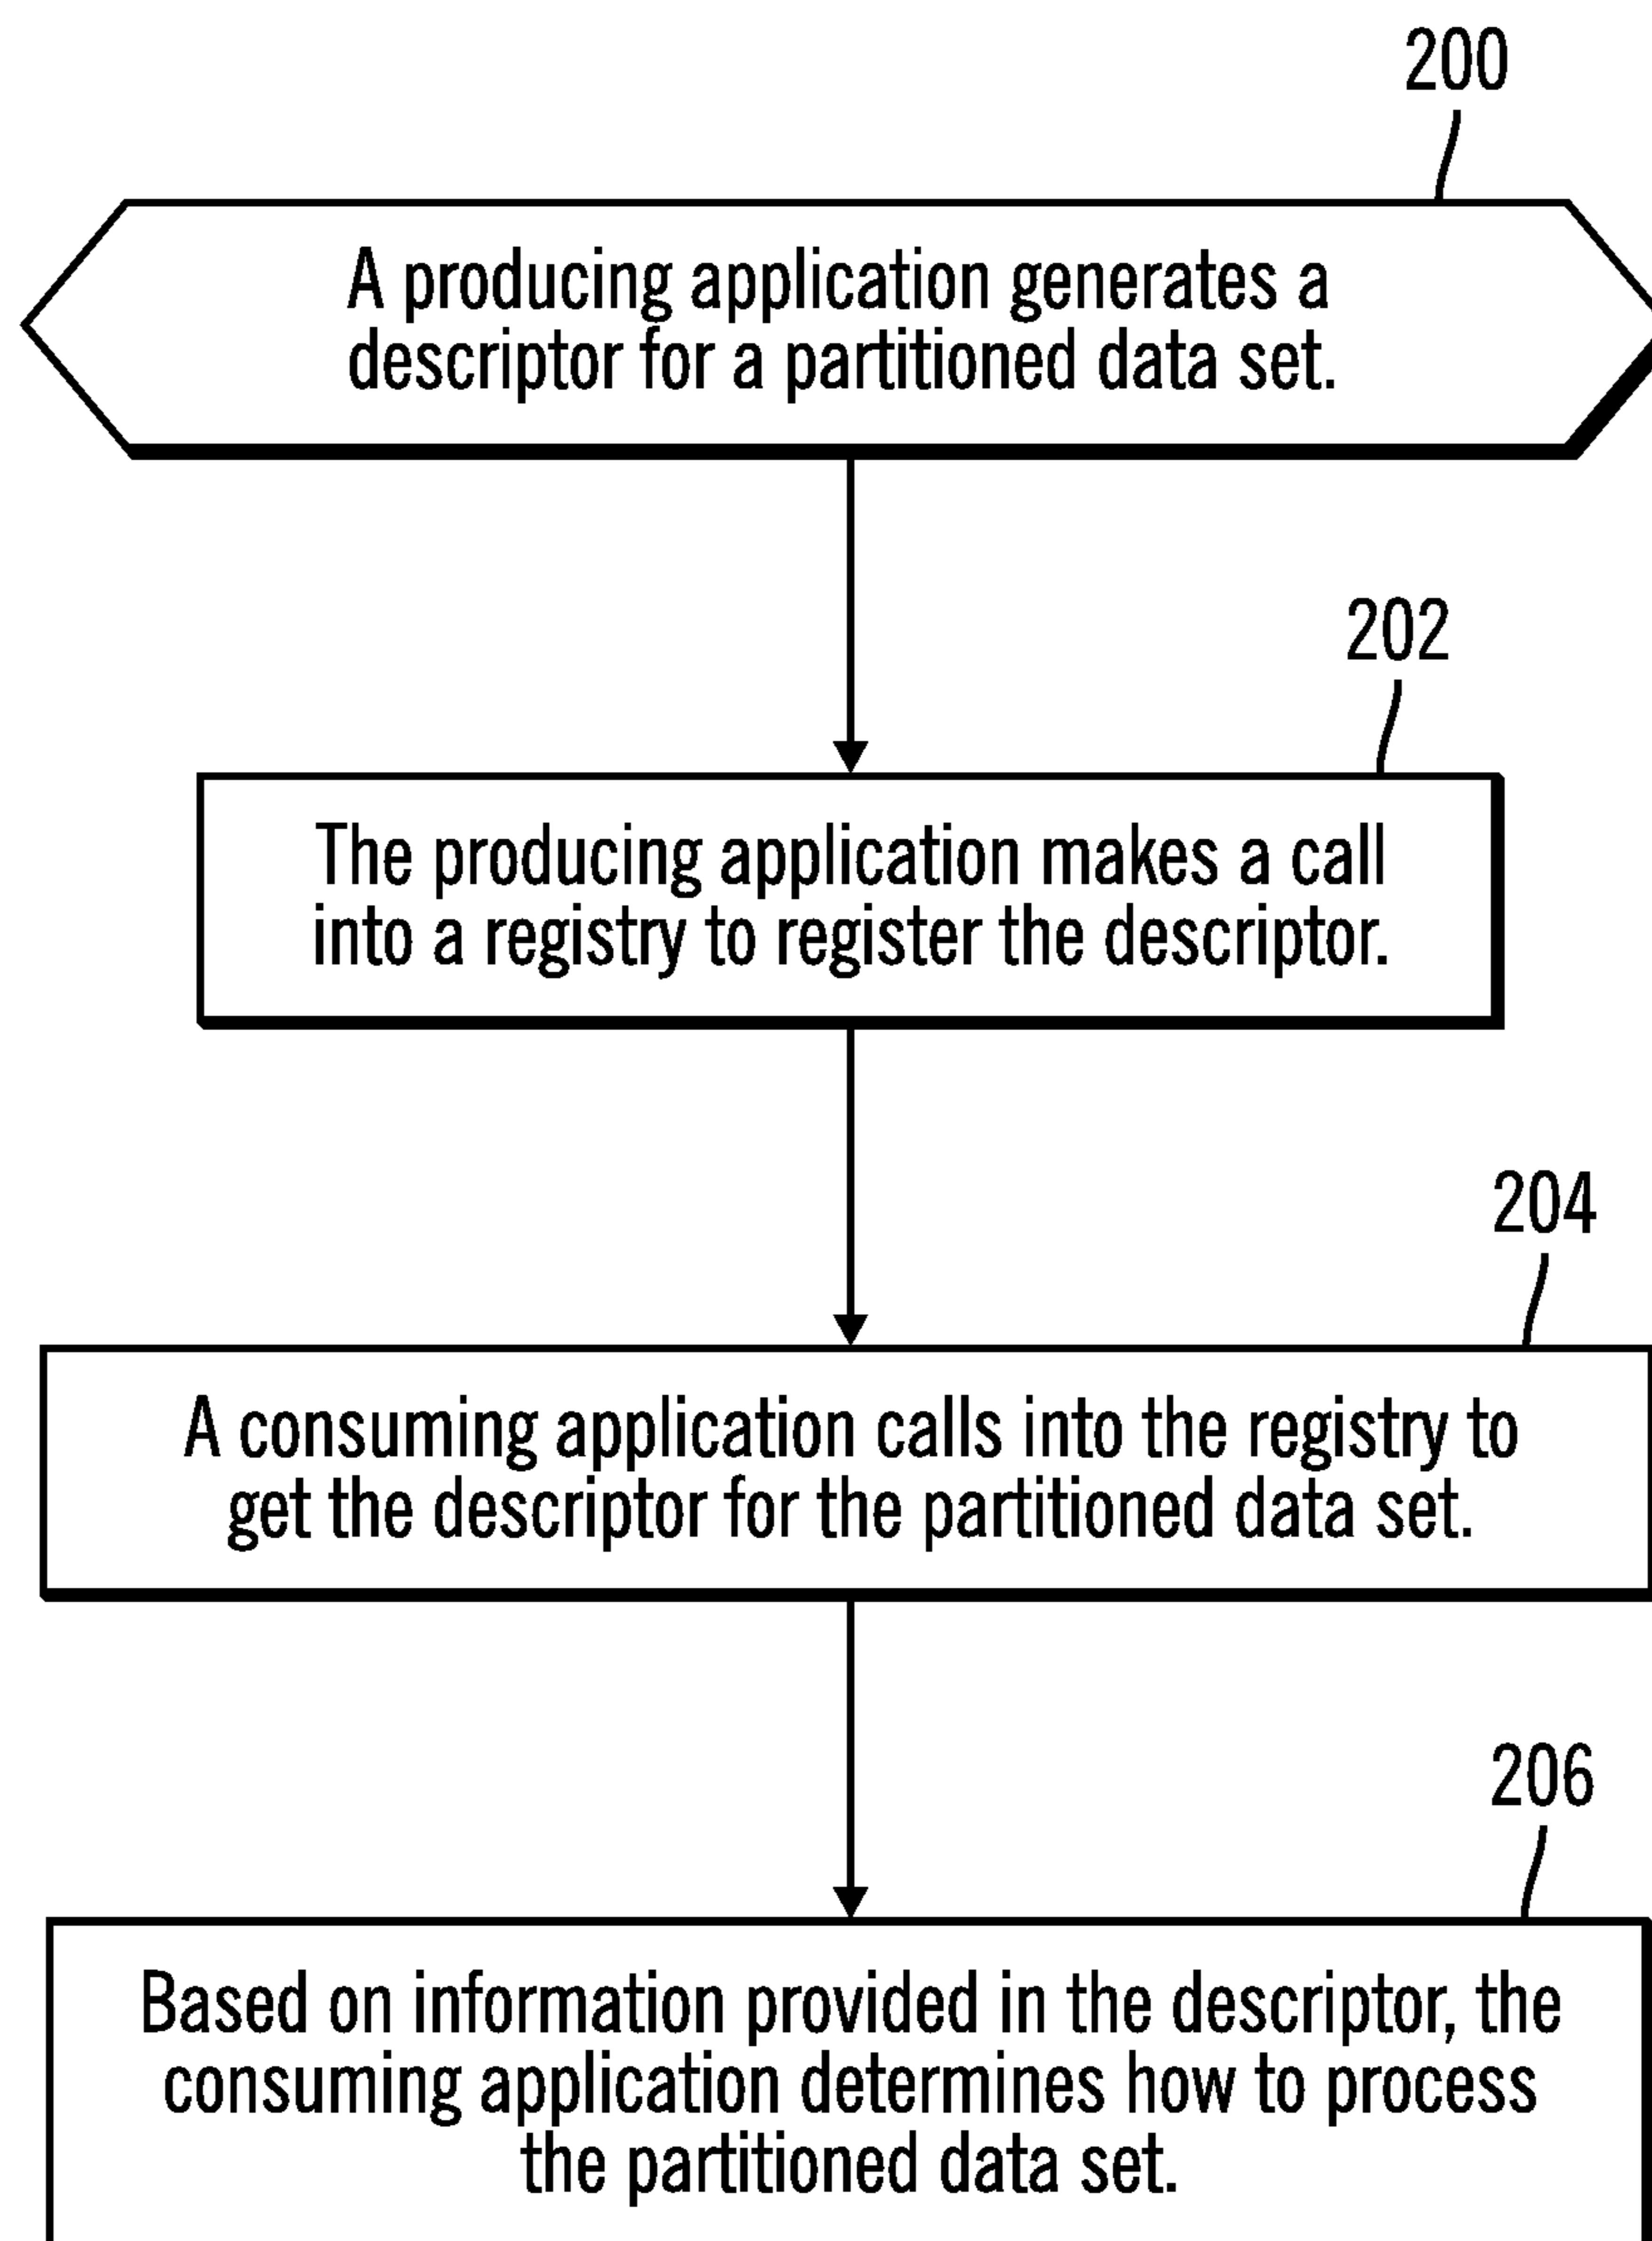 200
A producing application generates a
descriptor for a partitioned data set.
202
The producing application makes a call
into a registry to register the descriptor.
204
A consuming application calls into the registry to
get the descriptor for the partitioned data set.
206
Based on information provided in the descriptor, the
consuming application determines how to process
the partitioned data set.